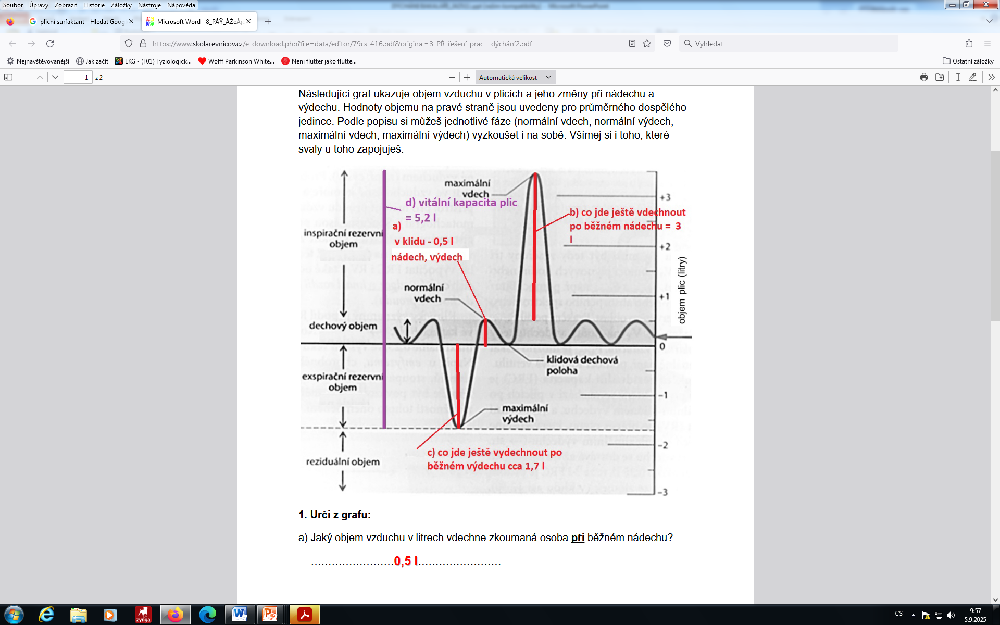 Soubor Úpravy Zobrazit Historie Záložky Nástroje Nápověda
plicní surfaktant - Hledat Goog
Microsoft Word - 8_PÅŸ_ÅŽeÅ¡e
https://www.skolarevnicov.cz/e_download.php?file=data/editor/79cs_416.pdf&original=8_PŘ_řešení_prac_l_dýchání2.pdf
Vyhledat
Nejnavštěvovanější Jak začít EKG - (F01) Fyziologick... Wolff Parkinson White... Není flutter jako flutte... Ostatní záložky
1 z 2 Automatická velikost
Následující graf ukazuje objem vzduchu v plicích a jeho změny při nádechu a
výdechu. Hodnoty objemu na pravé straně jsou uvedeny pro průměrného dospělého
jedince. Podle popisu si můžeš jednotlivé fáze (normální vdech, normální výdech,
maximální vdech, maximální výdech) vyzkoušet i na sobě. Všímej si i toho, které
svaly u toho zapojuješ.
maximální
vdech
+3
d) vitální kapacita plic
= 5,2 l
b) co jde ještě vdechnout
po běžném nádechu = 3
l
a)
v klidu - 0,5 l
nádech, výdech
inspirační rezervní
objem
+2
objem plic (litry)
normální
vdech
+1
dechový objem
0
klidová dechová
poloha
exspirační rezervní
objem
-1
maximální
výdech
-2
c) co jde ještě vydechnout po
běžném výdechu cca 1,7 l
reziduální objem
-3
1. Urči z grafu:
a) Jaký objem vzduchu v litrech vdechne zkoumaná osoba při běžném nádechu?
........................0,5 l........................
zynga
CS
9:57
5.9.2025